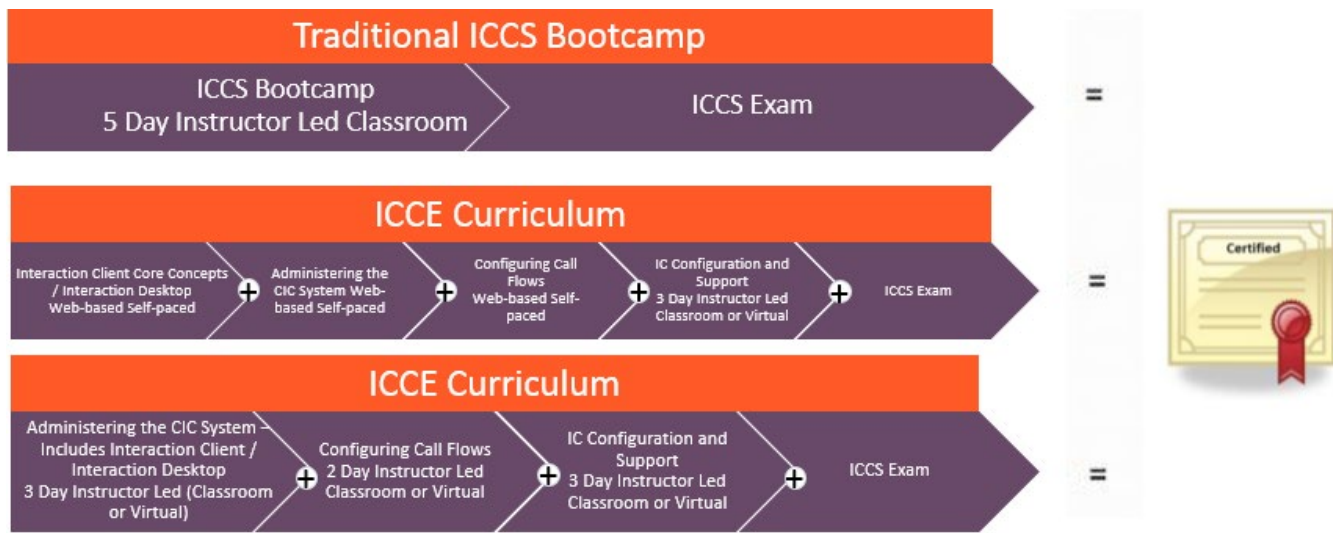 Traditional ICCS Bootcamp
ICCS Bootcamp
5 Day Instructor Led Classroom
ICCS Exam
=
ICCE Curriculum
Interaction Client Core Concepts
/ Interaction Desktop
Web-based Self-paced
+
Administering the
CIC System Web-
based Self-paced
+
Configuring Call
Flows
Web-based Self-
paced
+
IC Configuration and
Support
3 Day Instructor Led
Classroom or Virtual
+
ICCS Exam
=
Certified
ICCE Curriculum
Administering the CIC System –
Includes Interaction Client /
Interaction Desktop
3 Day Instructor Led (Classroom
or Virtual)
+
Configuring Call Flows
2 Day Instructor Led
Classroom or Virtual
+
IC Configuration and
Support
3 Day Instructor Led
Classroom or Virtual
+
ICCS Exam
=